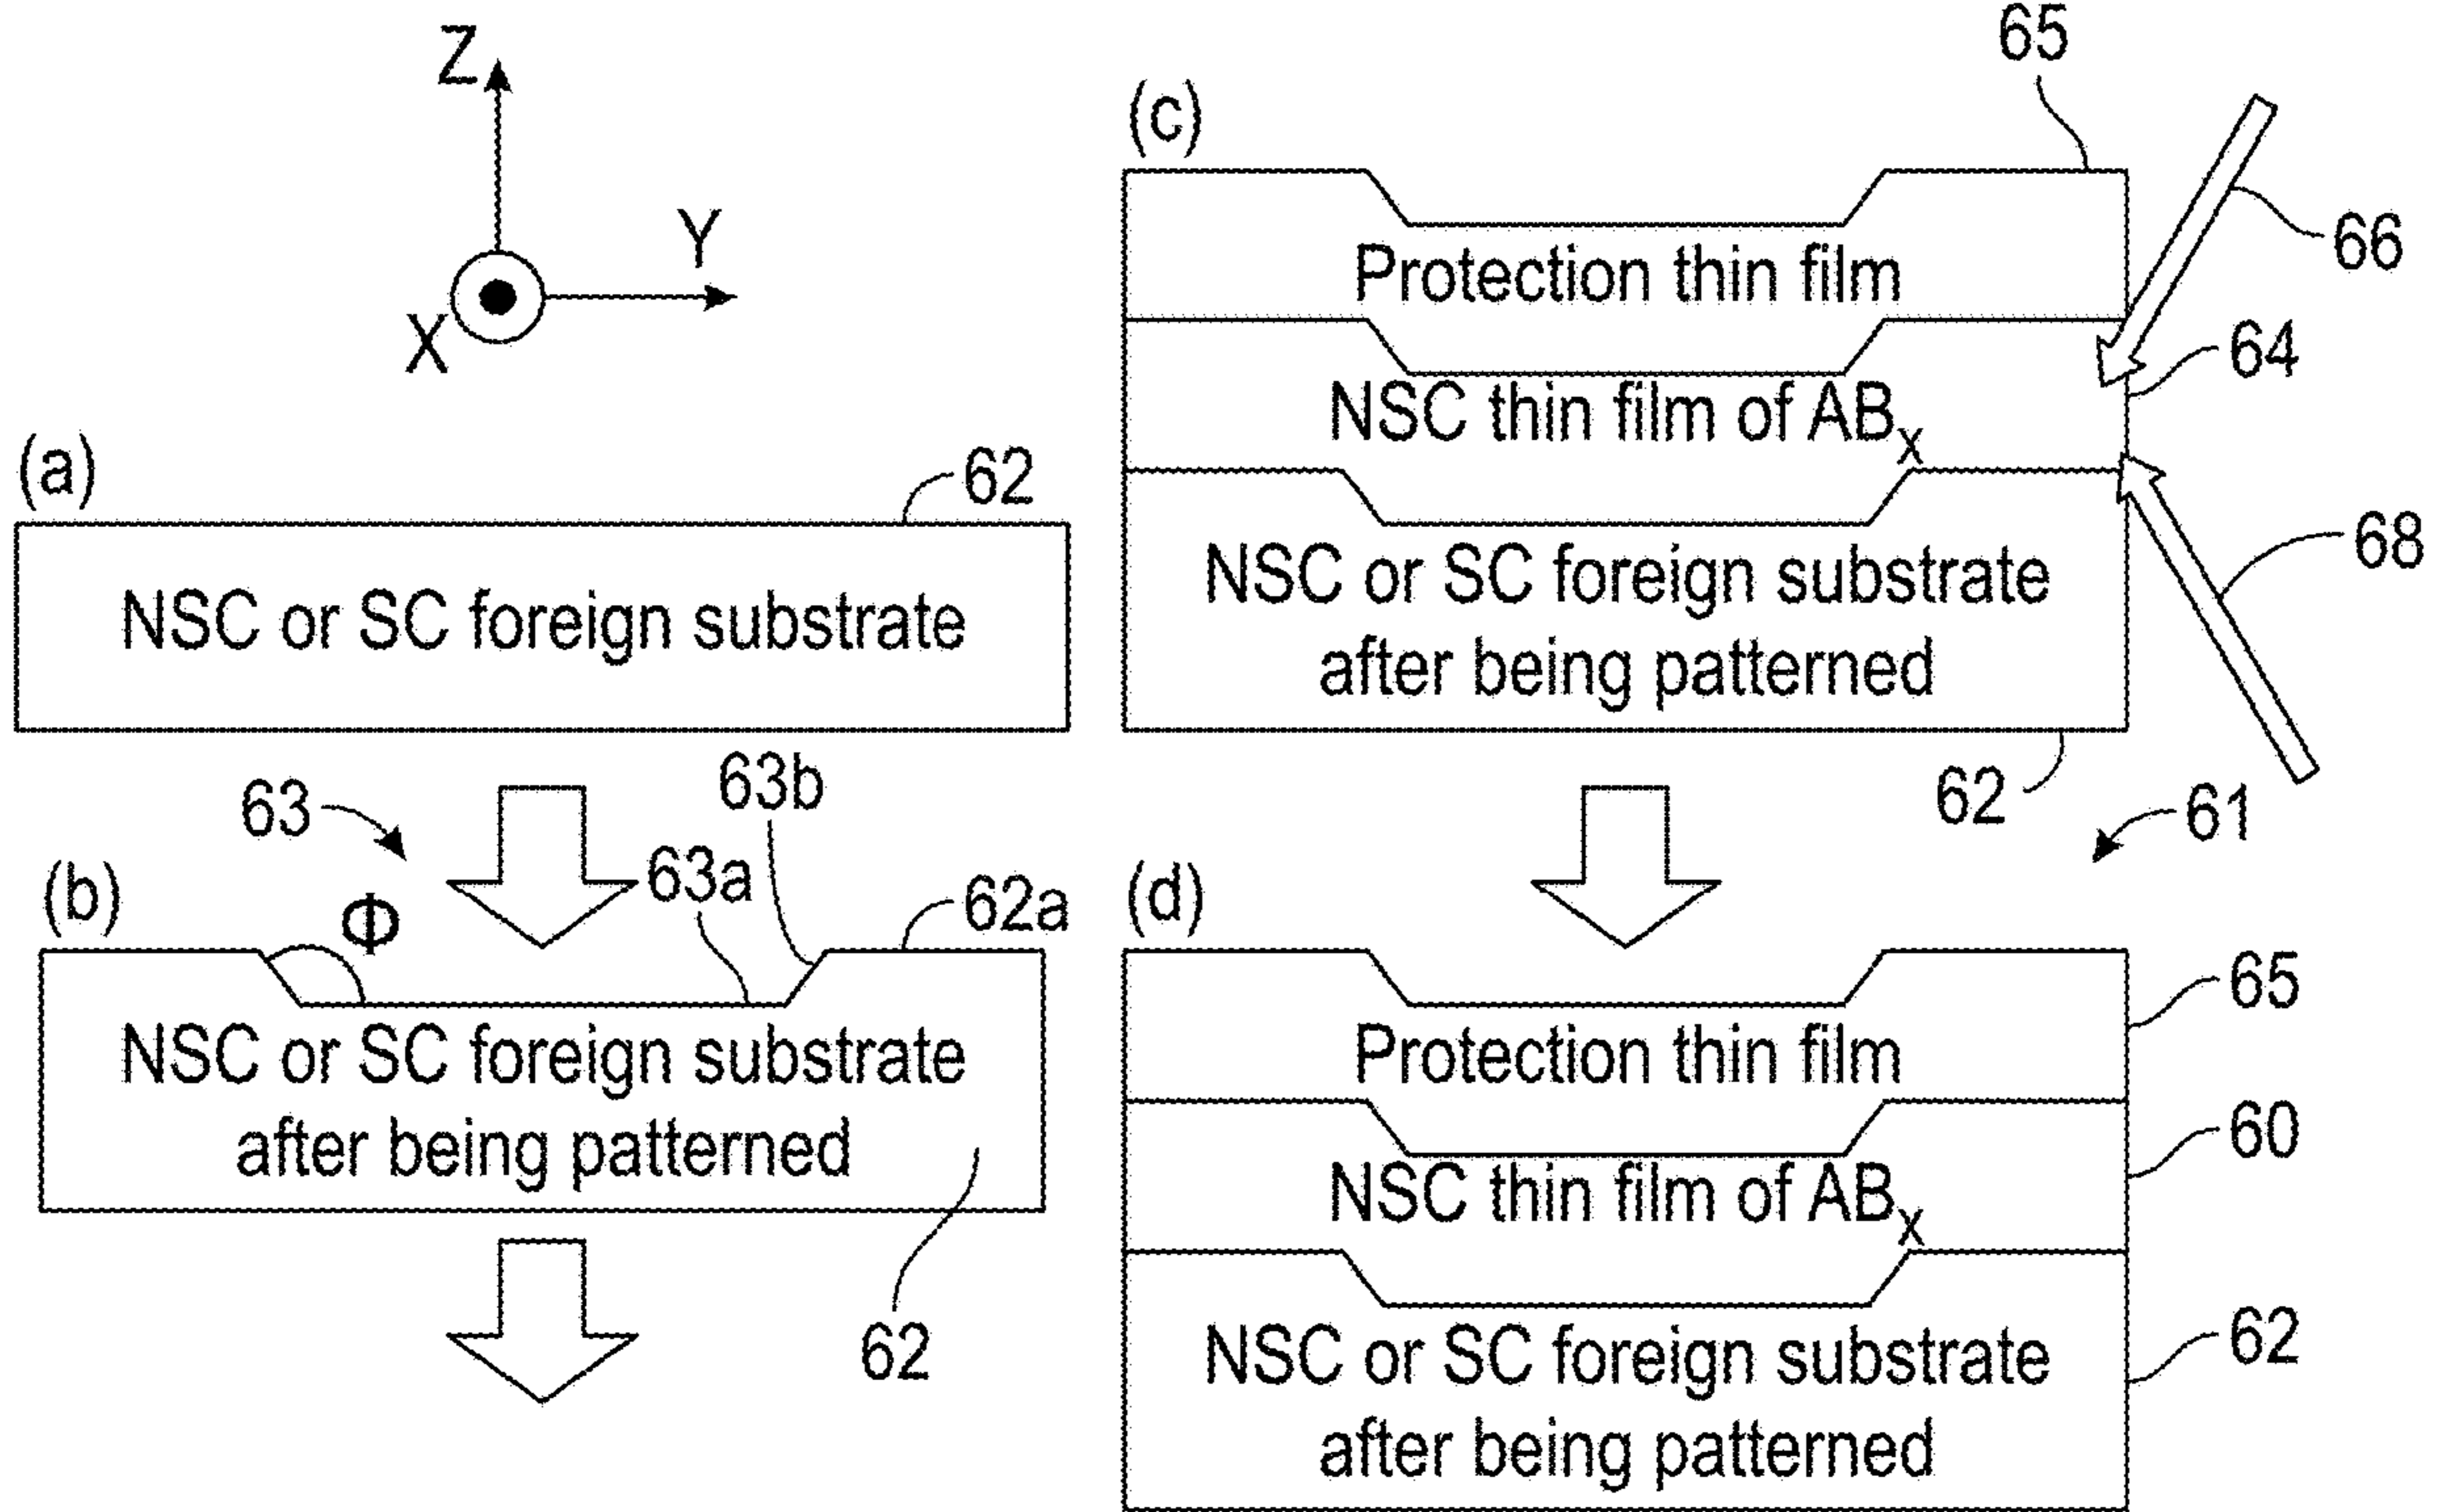 Z
Y
X
(a)
62
NSC or SC foreign substrate
63
63b
63a
(b)
Φ
62a
NSC or SC foreign substrate
after being patterned
62
(c)
65
66
Protection thin film
64
NSC thin film of ABX
68
NSC or SC foreign substrate
after being patterned
62
61
(d)
65
Protection thin film
60
NSC thin film of ABX
62
NSC or SC foreign substrate
after being patterned